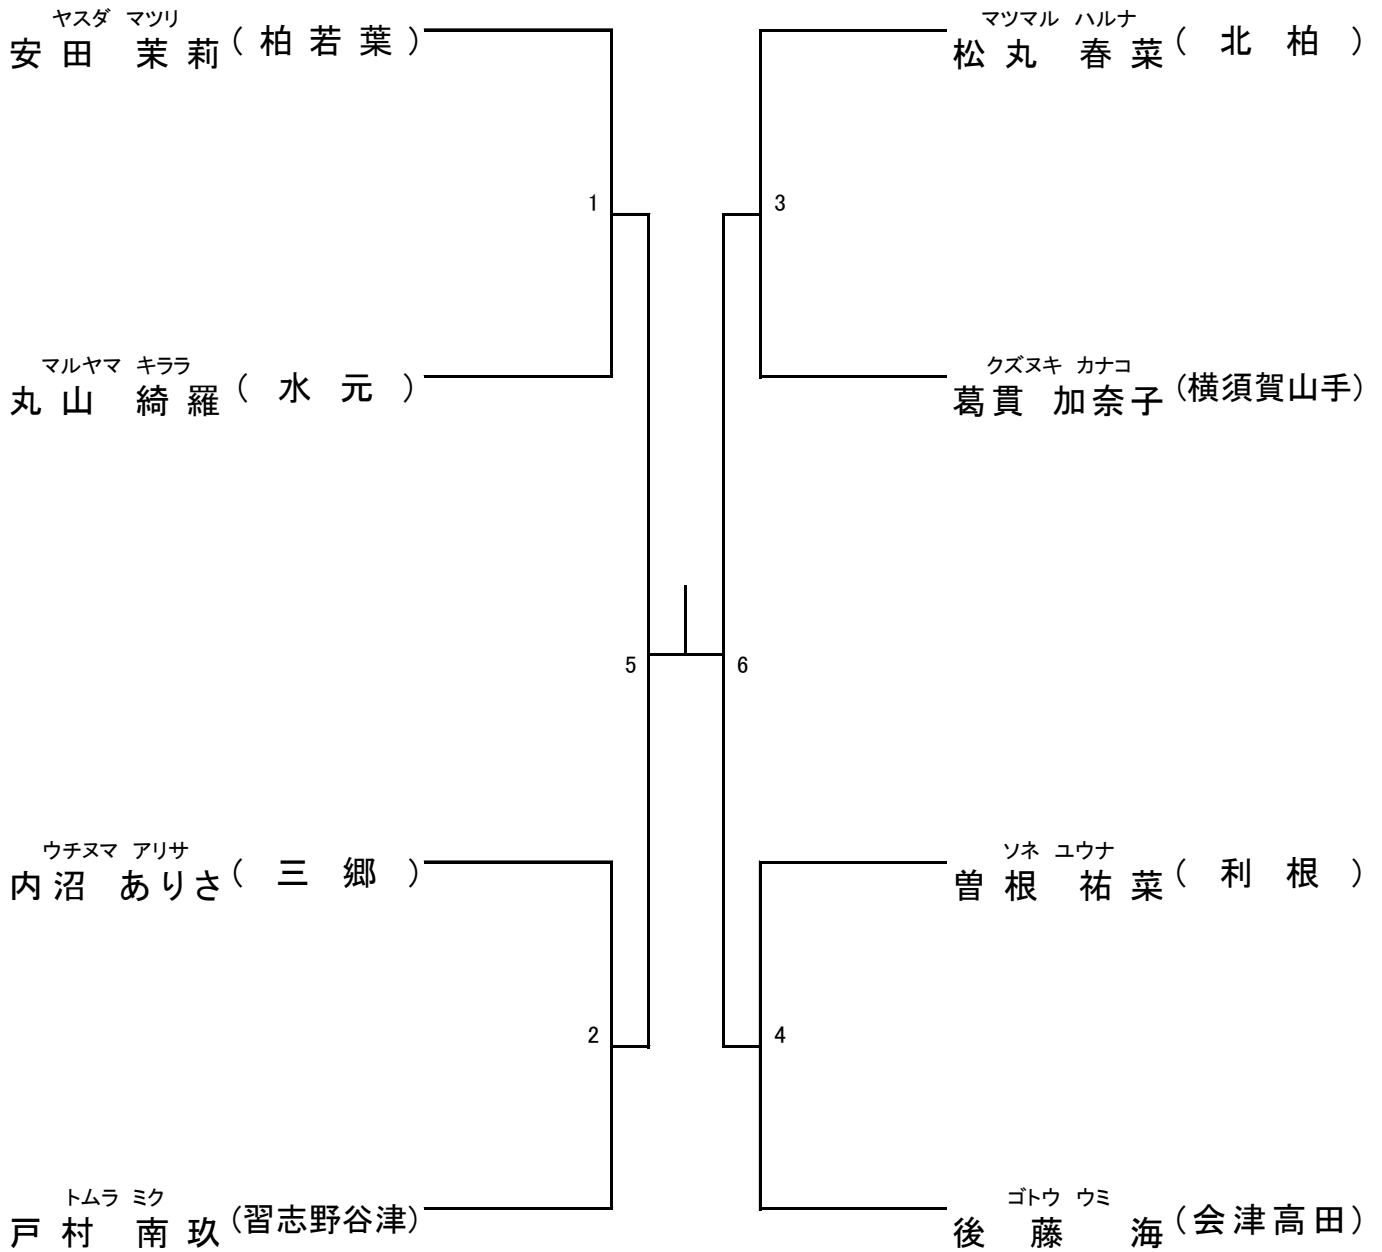 ヤスダ マツリ
安田 茉莉(柏若葉)
マルヤマ キララ
丸山 綺羅(水元)
1
5
ウチヌマ アリサ
内沼 ありさ(三郷)
2
トムラ ミク
戸村 南玖(習志野谷津)
マツマル ハルナ
松丸 春菜(北柏)
3
クズヌキ カナコ
葛貫 加奈子(横須賀山手)
6
ソネ ユウナ
曽根 祐菜(利根)
4
ゴトウ ウミ
後藤 海(会津高田)